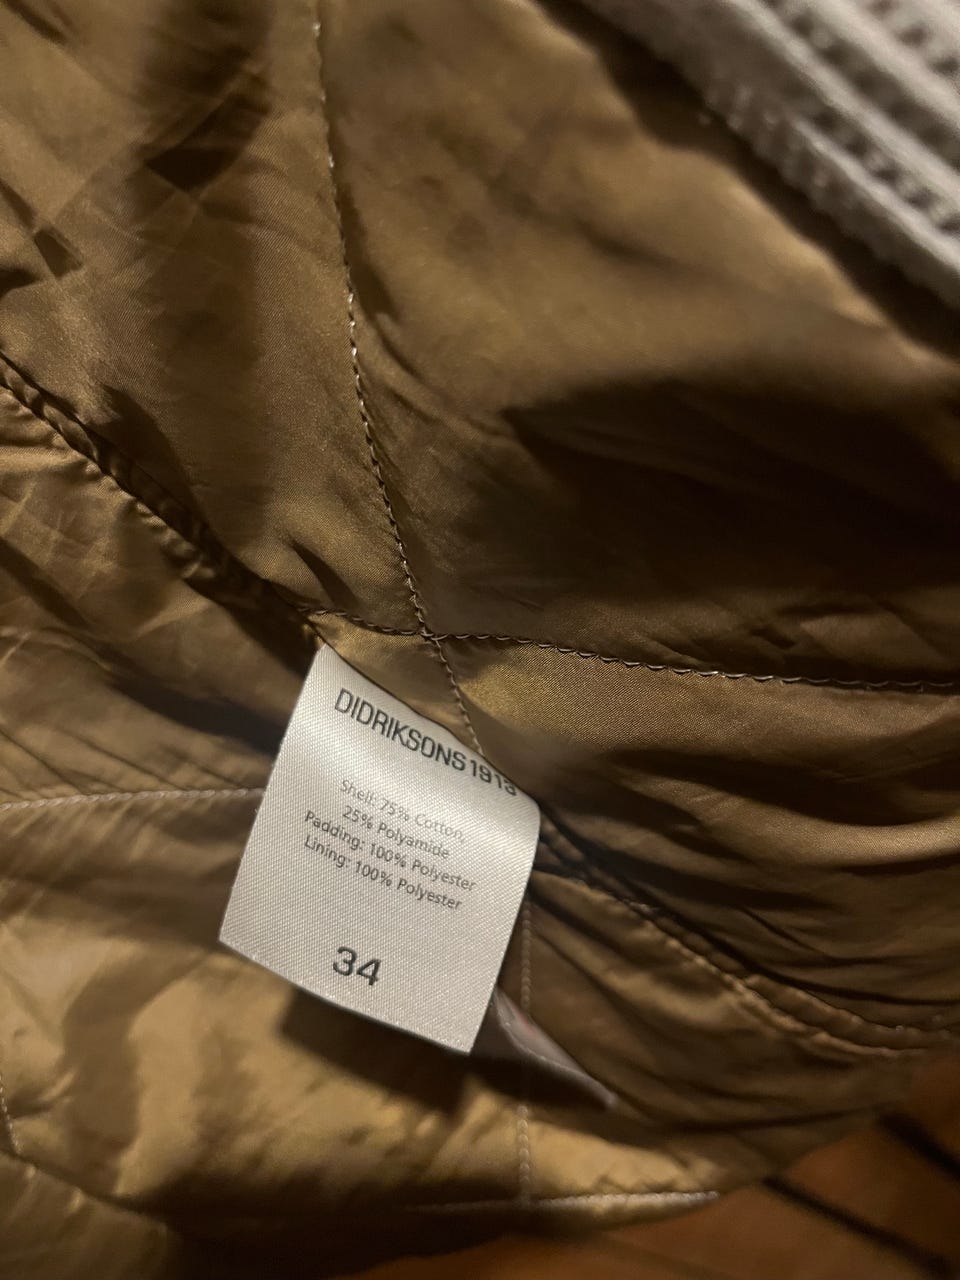 DIDRIKSONS1913
Shell: 75% Cotton,
25% Polyamide
Padding: 100% Polyester
Lining: 100% Polyester
34